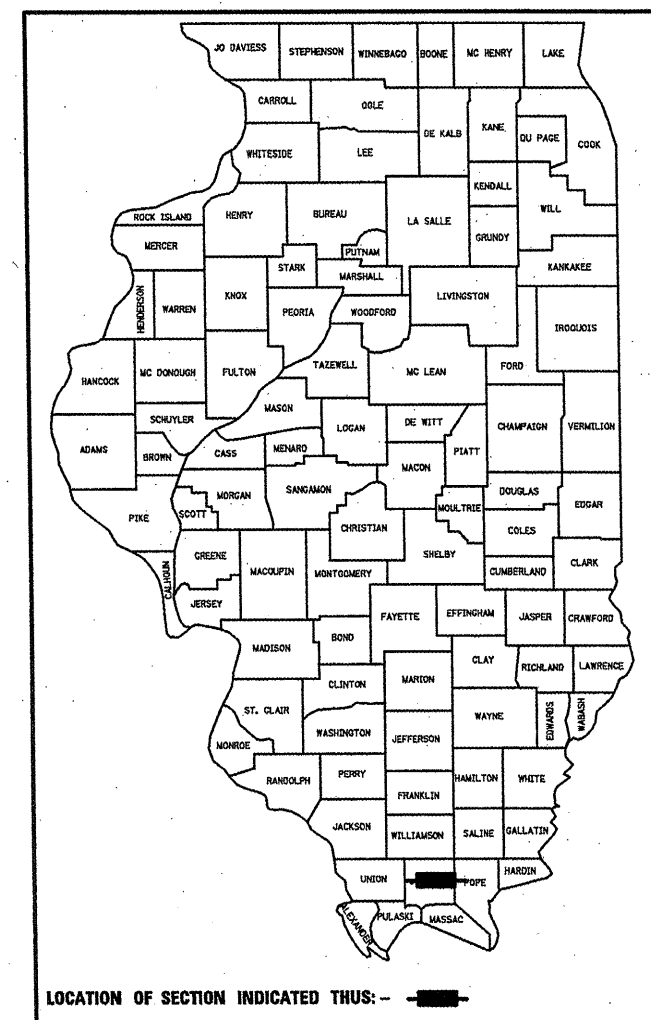 JO DAVIESS STEPHENSON WINNEBAGO BOONE MC HENRY LAKE
CARROLL OGLE DE KALB KANE DU PAGE COOK
WHITESIDE LEE
KENDALL WILL
ROCK ISLAND HENRY BUREAU LA SALLE GRUNDY
MERCER PUTNAM KANKAKEE
STARK MARSHALL LIVINGSTON
HENDERSON WARREN KNOX PEORIA WOODFORD IROQUOIS
HANCOCK MC DONOUGH FULTON TAZEWELL MC LEAN FORD
MASON
SCHUYLER LOGAN DE WITT CHAMPAIGN VERMILION
ADAMS BROWN CASS MENARD MACON PIATT
PIKE SCOTT MORGAN SANGAMON MOULTRIE DOUGLAS EDGAR
CHRISTIAN COLES
GREENE MACOUPIN MONTGOMERY SHELBY CUMBERLAND CLARK
CALHOUN JERSEY FAYETTE EFFINGHAM JASPER CRAWFORD
MADISON BOND
CLAY RICHLAND LAWRENCE
CLINTON MARION
ST. CLAIR WAYNE EDWARDS WABASH
MONROE WASHINGTON JEFFERSON
RANDOLPH PERRY HAMILTON WHITE
FRANKLIN
JACKSON WILLIAMSON SALINE GALLATIN
UNION POPE HARDIN
ALEXANDER PULASKI MASSAC
LOCATION OF SECTION INDICATED THUS: -